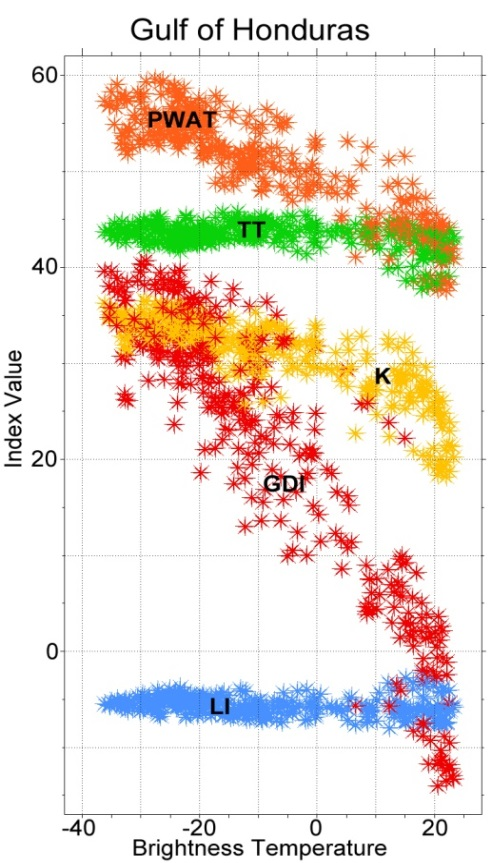 Gulf of Honduras
60
PWAT
TT
40
K
Index Value
20
GDI
0
LI
-40 -20 0 20
Brightness Temperature